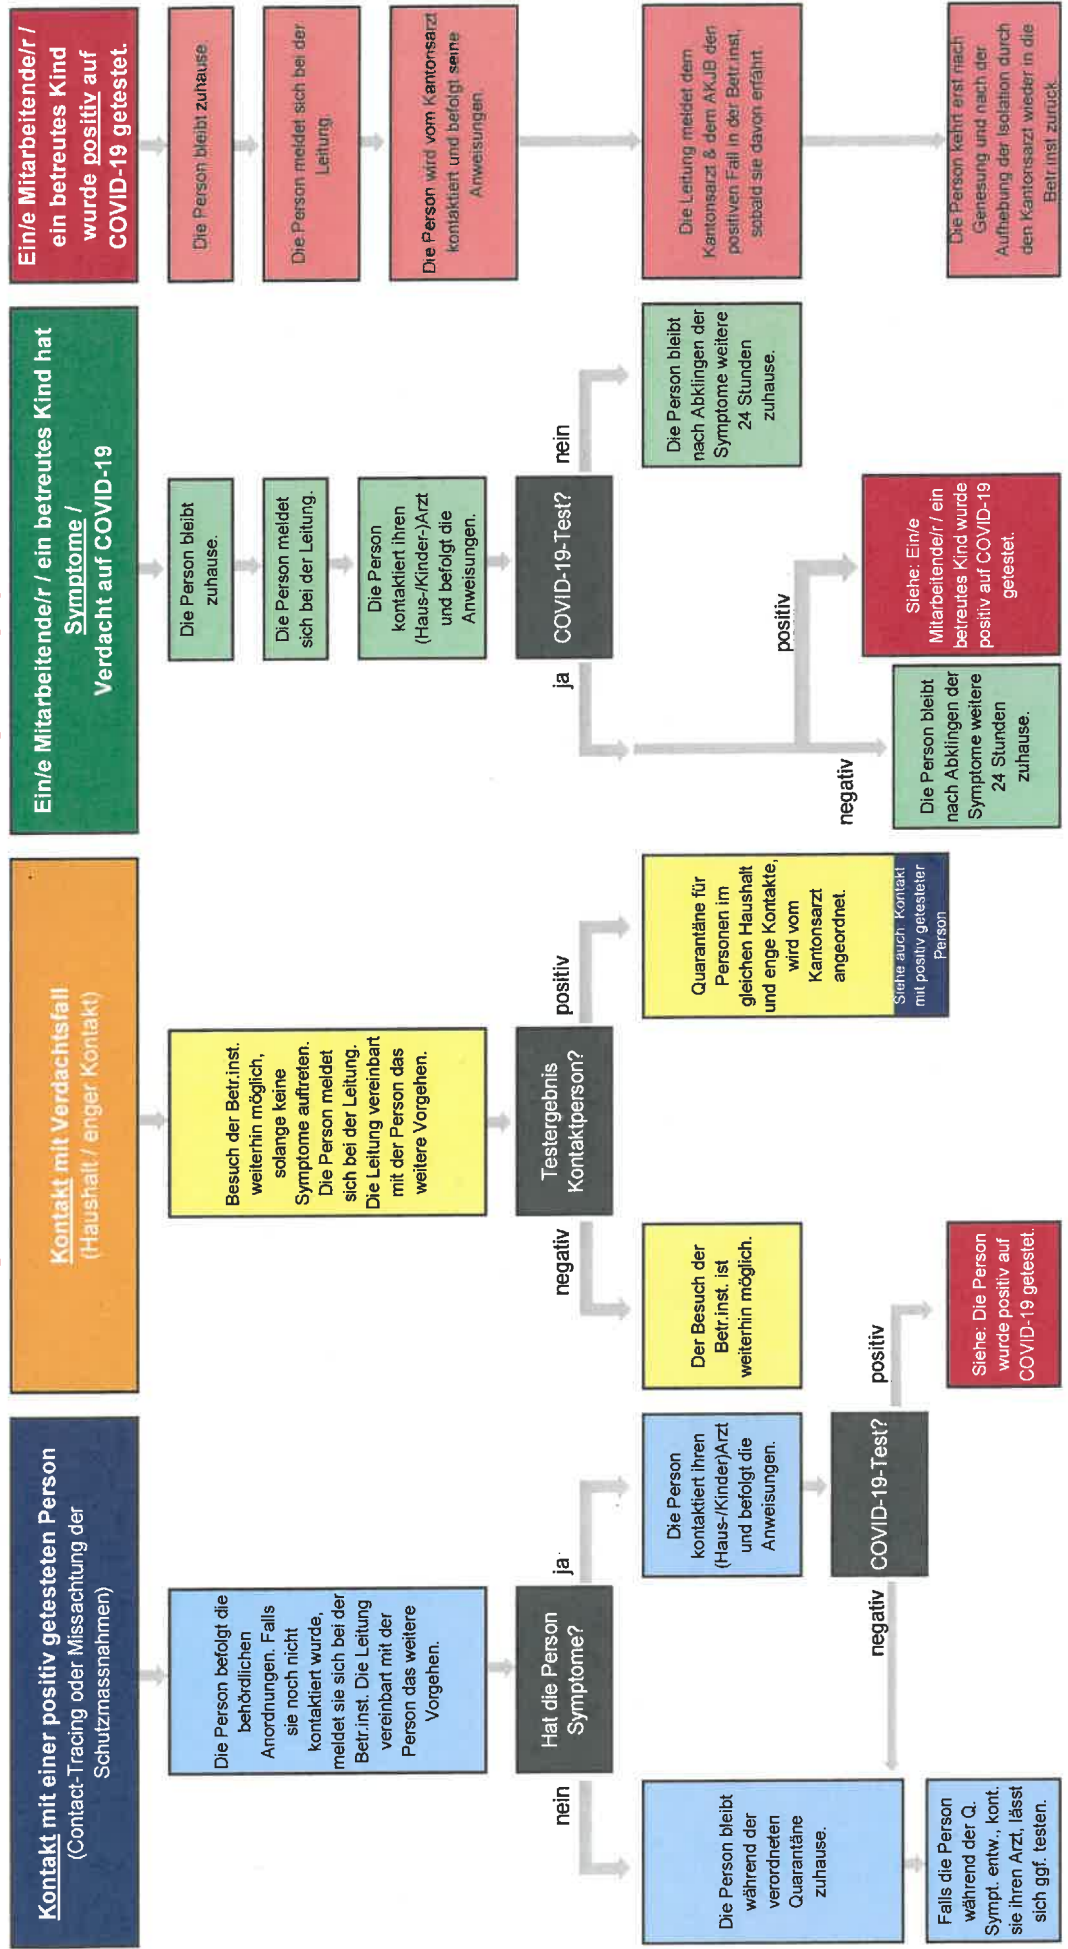 Kontakt mit einer positiv getesteten Person
(Contact-Tracing oder Missachtung der
Schutzmassnahmen)
Die Person befolgt die
behördlichen
Anordnungen. Falls
sie noch nicht
kontaktiert wurde,
meldet sie sich bei der
Betr.inst. Die Leitung
vereinbart mit der
Person das weitere
Vorgehen.
Hat die Person
Symptome?
nein
ja
Die Person bleibt
während der
verordneten
Quarantäne
zuhause.
Falls die Person
während der Q.
Sympt. entw., kont.
sie ihren Arzt, lässt
sich ggf. testen.
Die Person
kontaktiert ihren
(Haus-/Kinder)Arzt
und befolgt die
Anweisungen.
COVID-19-Test?
negativ
positiv
Siehe: Die Person
wurde positiv auf
COVID-19 getestet.
Kontakt mit Verdachtsfall
(Haushalt / enger Kontakt)
Besuch der Betr.inst.
weiterhin möglich,
solange keine
Symptome auftreten.
Die Person meldet
sich bei der Leitung.
Die Leitung vereinbart
mit der Person das
weitere Vorgehen.
Testergebnis
Kontaktperson?
negativ
positiv
Der Besuch der
Betr.inst. ist
weiterhin möglich.
Quarantäne für
Personen im
gleichen Haushalt
und enge Kontakte,
wird vom
Kantonsarzt
angeordnet.
Siehe auch: Kontakt
mit positiv getesteter
Person
Ein/e Mitarbeitende/r / ein betreutes Kind hat
Symptome /
Verdacht auf COVID-19
Die Person bleibt
zuhause.
Die Person meldet
sich bei der Leitung.
Die Person
kontaktiert ihren
(Haus-/Kinder-)Arzt
und befolgt die
Anweisungen.
COVID-19-Test?
ja
nein
negativ
positiv
Die Person bleibt
nach Abklingen der
Symptome weitere
24 Stunden
zuhause.
Siehe: Ein/e
Mitarbeitende/r / ein
betreutes Kind wurde
positiv auf COVID-19
getestet.
Die Person bleibt
nach Abklingen der
Symptome weitere
24 Stunden
zuhause.
Ein/e Mitarbeitende/r /
ein betreutes Kind
wurde positiv auf
COVID-19 getestet.
Die Person bleibt zuhause.
Die Person meldet sich bei der
Leitung.
Die Person wird vom Kantonsarzt
kontaktiert und befolgt seine
Anweisungen.
Die Leitung meldet dem
Kantonsarzt & dem AKJB den
positiven Fall in der Betr.inst,
sobald sie davon erfährt.
Die Person kehrt erst nach
Genesung und nach der
Aufhebung der Isolation durch
den Kantonsarzt wieder in die
Betr.inst zurück.